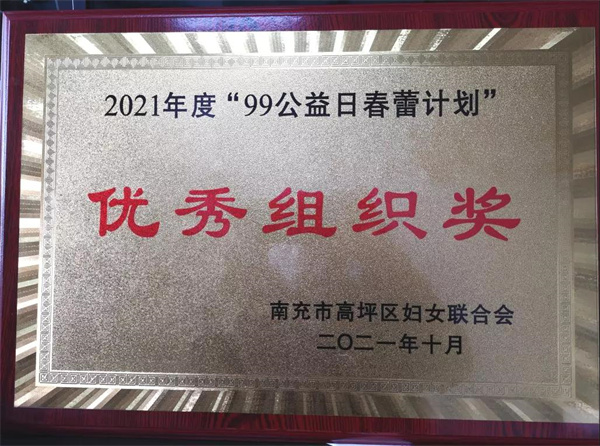 2021年度“99公益日春蕾计划”
优秀组织奖
南充市高坪区妇女联合会
二〇二一年十月